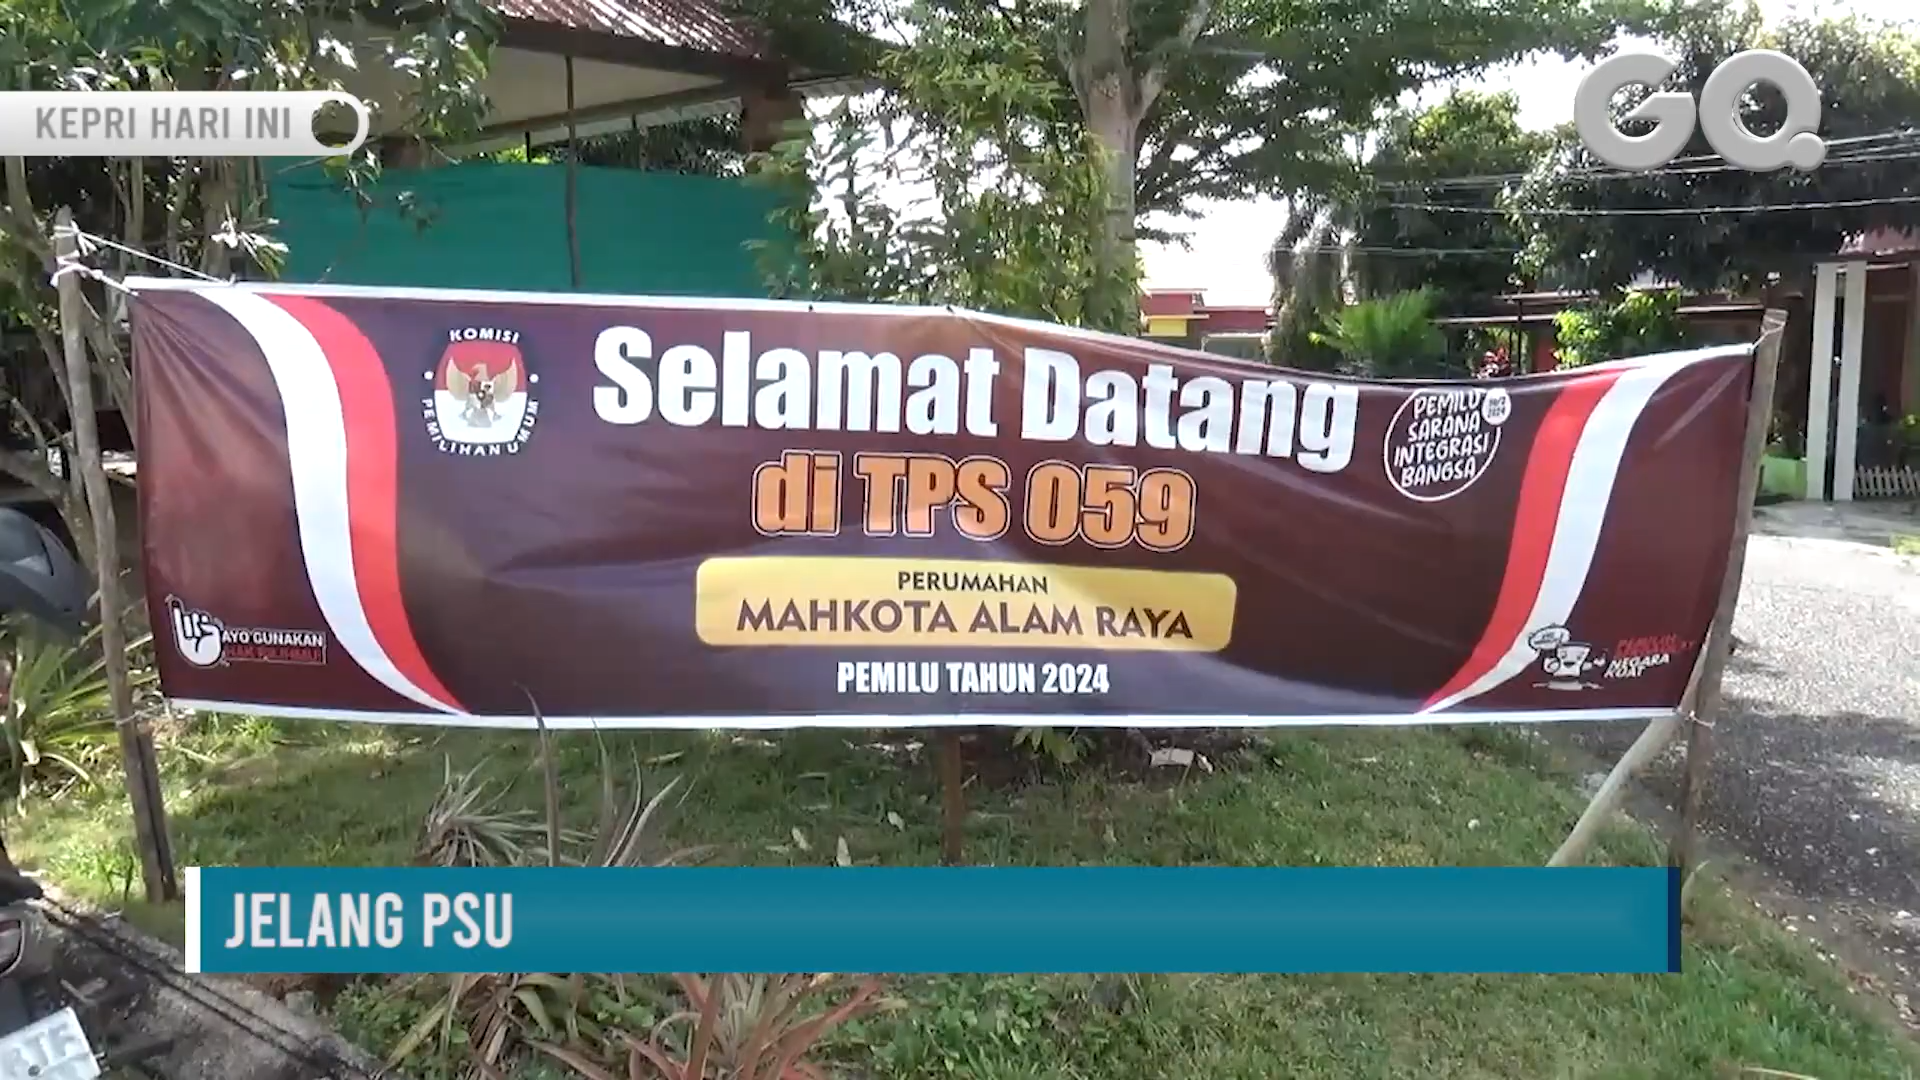 KEPRI HARI INI
GQ
KOMISI
PEMILIHAN UMUM
Selamat Datang
di TPS 059
PERUMAHAN
MAHKOTA ALAM RAYA
PEMILU TAHUN 2024
PEMILU
SARANA
INTEGRASI
BANGSA
AYO GUNAKAN
HAK PILIHMU!
NEGARA
KUAT
JELANG PSU